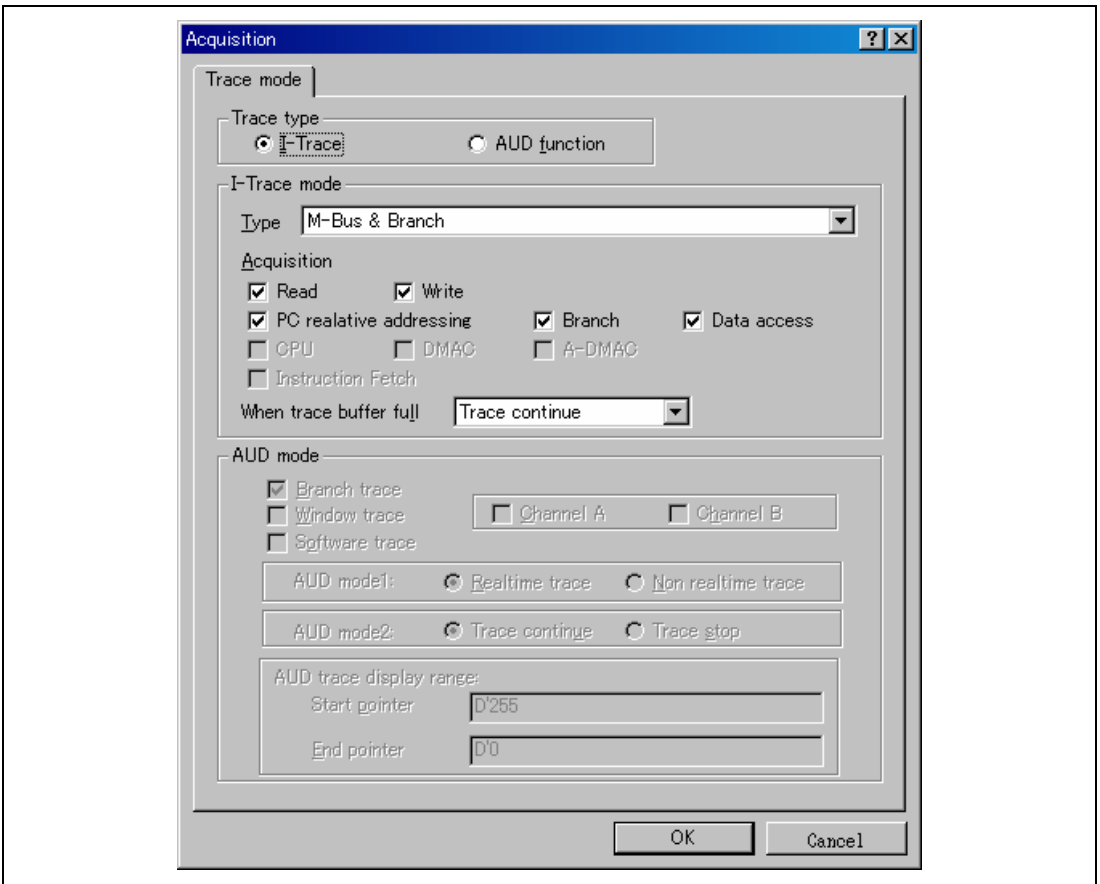 Acquisition
Trace mode
Trace type
I-Trace AUD function
I-Trace mode
Type M-Bus & Branch
Acquisition
Read Write
PC realative addressing Branch Data access
CPU DMAC A-DMAC
Instruction Fetch
When trace buffer full Trace continue
AUD mode
Branch trace
Window trace Channel A Channel B
Software trace
AUD mode1: Realtime trace Non realtime trace
AUD mode2: Trace continue Trace stop
AUD trace display range:
Start pointer D'255
End pointer D'0
OK Cancel